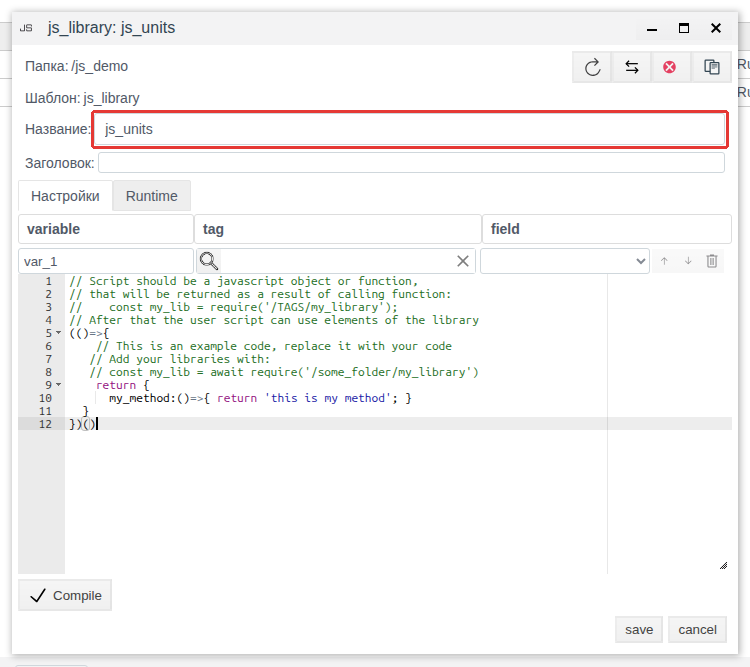 JS js_library: js_units
Папка: /js_demo
Шаблон: js_library
Название: js_units
Заголовок:
Настройки Runtime
variable tag field
var_1
1 // Script should be a javascript object or function,
2 // that will be returned as a result of calling function:
3 //    const my_lib = require('/TAGS/my_library');
4 // After that the user script can use elements of the library
5 (()=>{
6     // This is an example code, replace it with your code
7    // Add your libraries with:
8    // const my_lib = await require('/some_folder/my_library')
9     return {
10       my_method:()=>{ return 'this is my method'; }
11   }
12 })()
Compile
save cancel
Ru
Ru